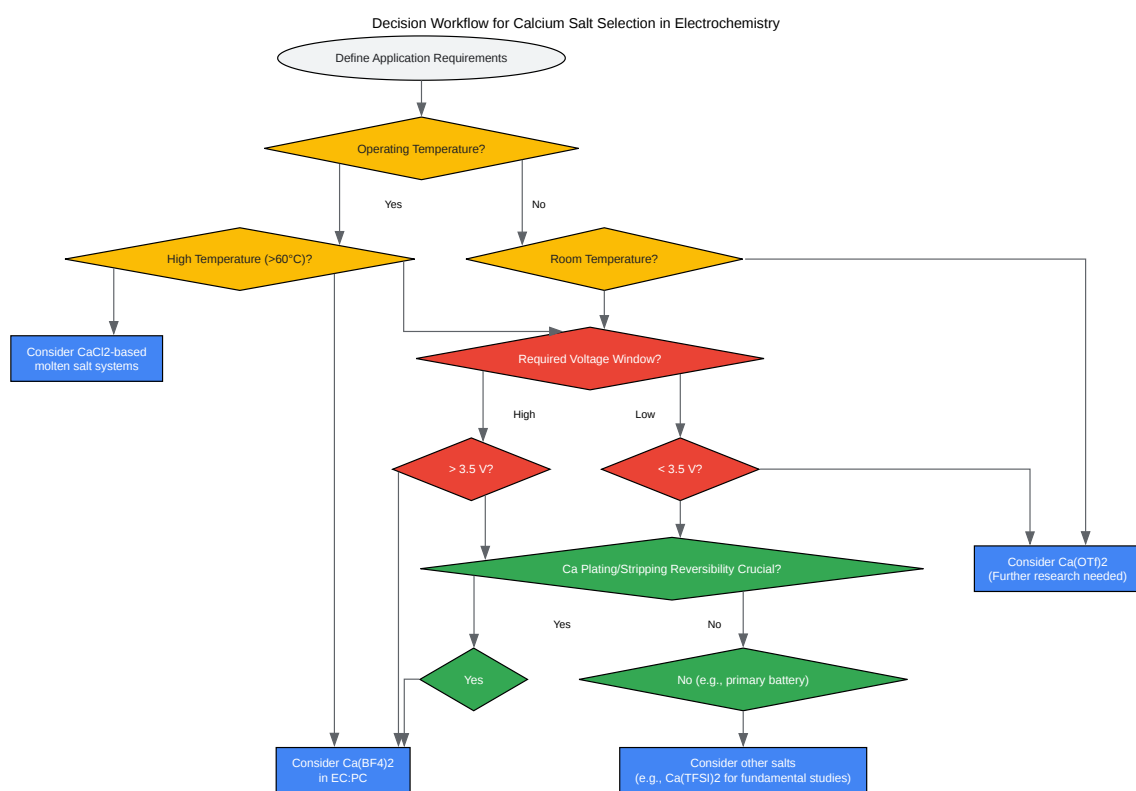 Decision Workflow for Calcium Salt Selection in Electrochemistry
Define Application Requirements
Operating Temperature?
Yes
No
High Temperature (>60°C)?
Room Temperature?
Consider CaCl2-based
molten salt systems
Required Voltage Window?
High
Low
> 3.5 V?
< 3.5 V?
Consider Ca(OTf)2
(Further research needed)
Ca Plating/Stripping Reversibility Crucial?
Yes
No
Yes
No (e.g., primary battery)
Consider Ca(BF4)2
in EC:PC
Consider other salts
(e.g., Ca(TFSI)2 for fundamental studies)